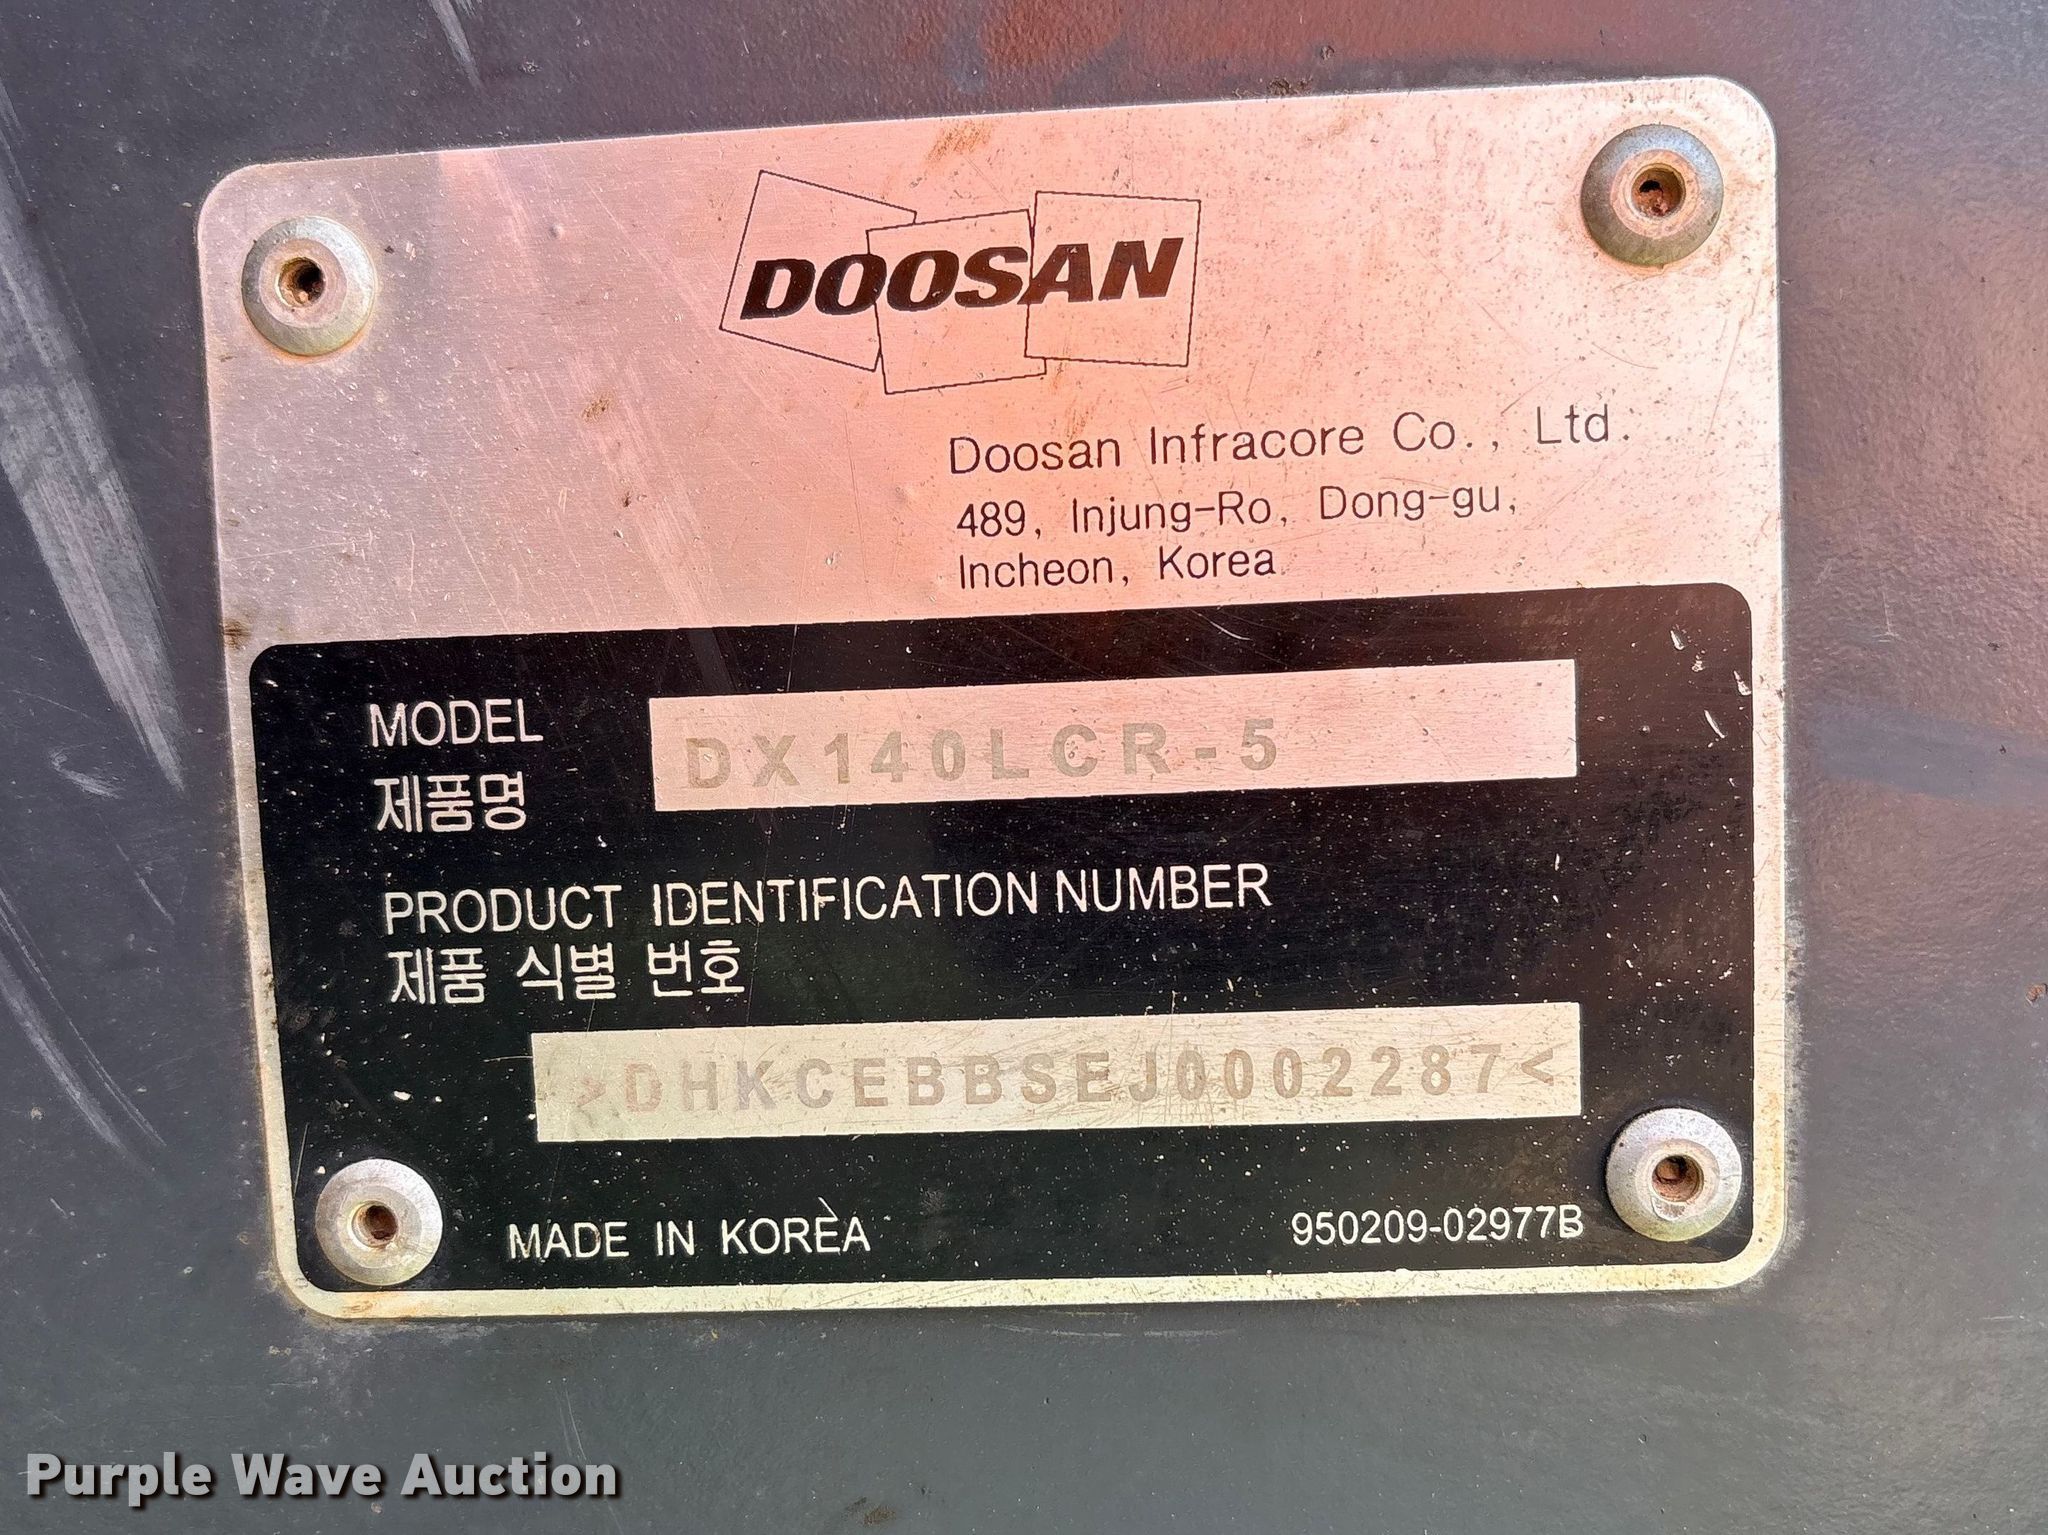 DOOSAN
Doosan Infracore Co., Ltd.
489, Injung-Ro, Dong-gu,
Incheon, Korea
MODEL
제품명
DX140LCR-5
PRODUCT IDENTIFICATION NUMBER
제품 식별 번호
>DHKCEBBSEJ0002287<
MADE IN KOREA
950209-02977B
Purple Wave Auction